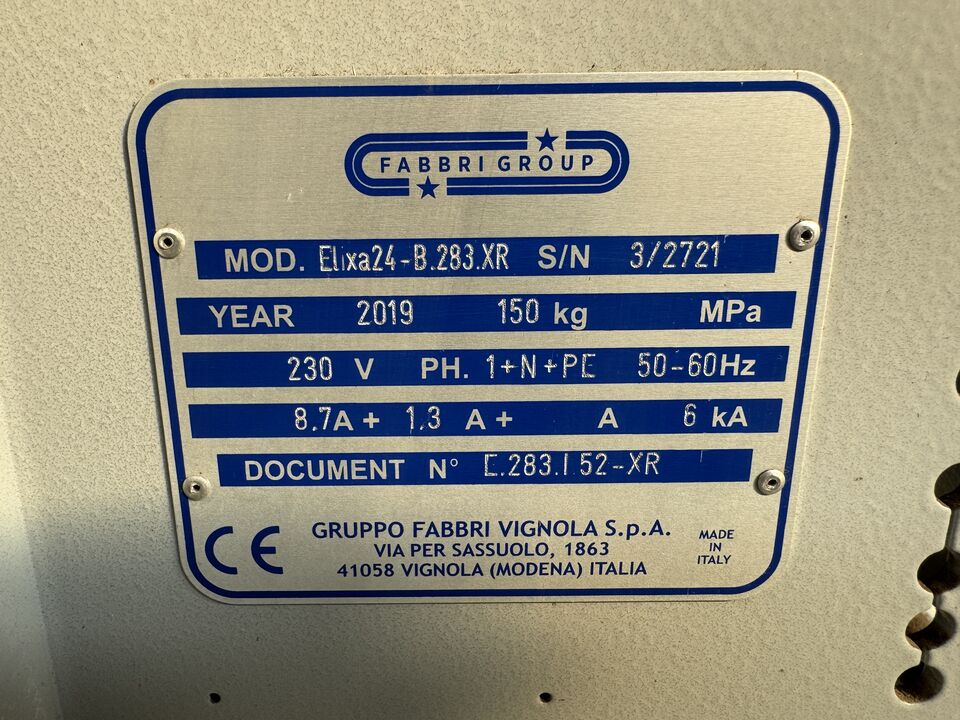 FABBRI GROUP
MOD. Elixa24-B.283.XR S/N 3/2721
YEAR 2019 150 kg MPa
230 V PH. 1+N+PE 50-60Hz
8.7A + 1.3 A + A 6 kA
DOCUMENT N° E.283.I52-XR
CE
GRUPPO FABBRI VIGNOLA S.p.A.
VIA PER SASSUOLO, 1863
41058 VIGNOLA (MODENA) ITALIA
MADE
IN
ITALY